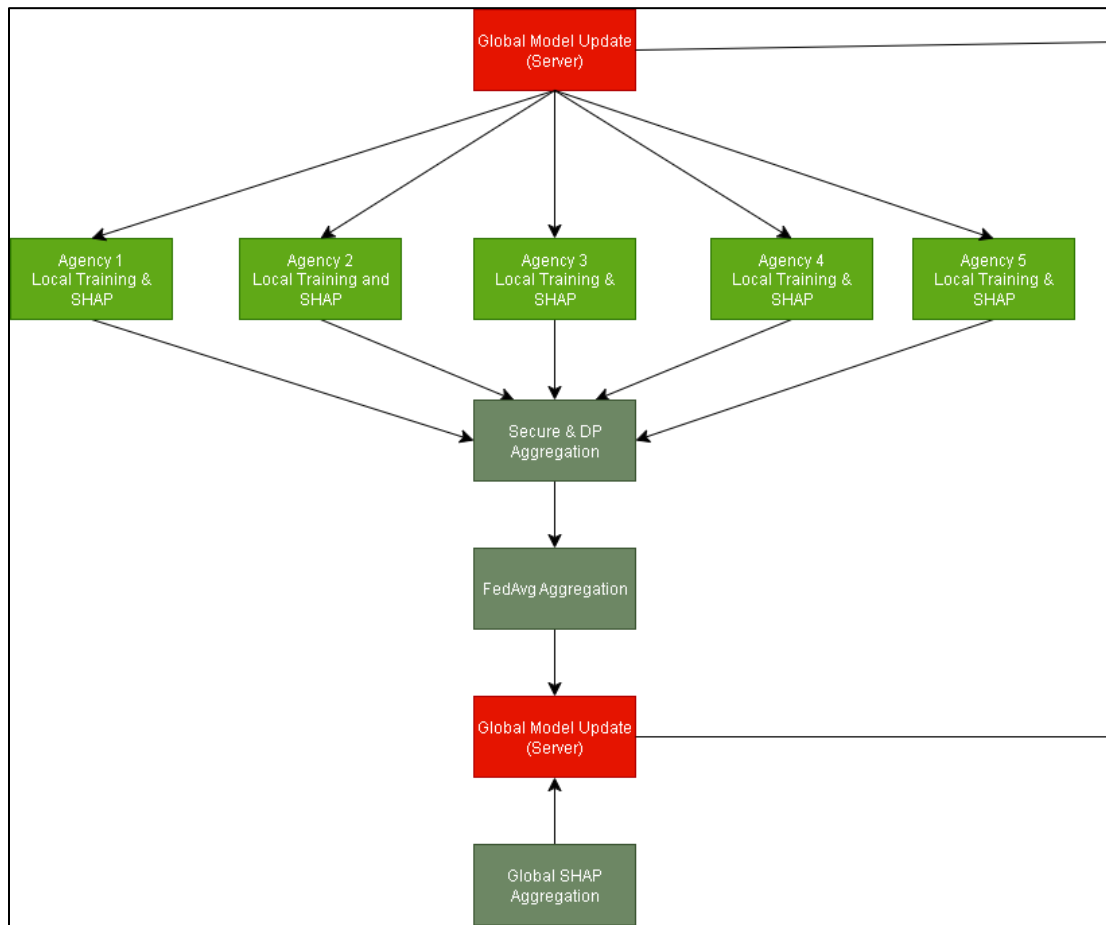 Global Model Update
(Server)
Agency 1
Local Training &
SHAP
Agency 2
Local Training and
SHAP
Agency 3
Local Training &
SHAP
Agency 4
Local Training &
SHAP
Agency 5
Local Training &
SHAP
Secure & DP
Aggregation
FedAvg Aggregation
Global Model Update
(Server)
Global SHAP
Aggregation